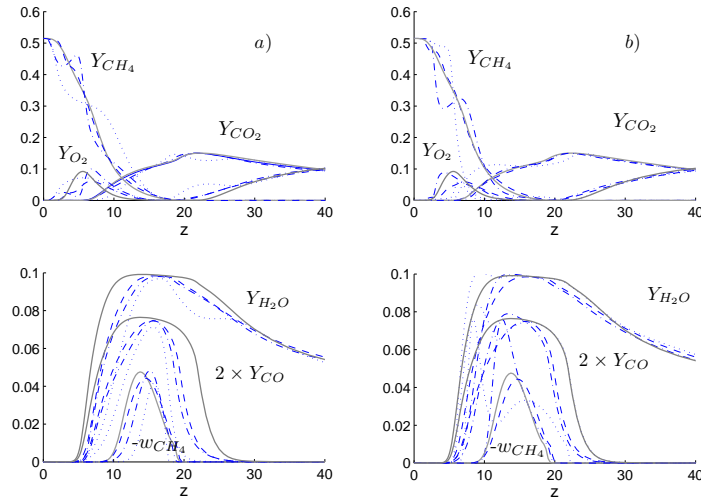 0.6
0.5
0.4
0.3
0.2
0.1
0
0 10 20 30 40
z
a)
Y_{CH_4}
Y_{O_2}
Y_{CO_2}
0.6
0.5
0.4
0.3
0.2
0.1
0
0 10 20 30 40
z
b)
Y_{CH_4}
Y_{O_2}
Y_{CO_2}
0.1
0.08
0.06
0.04
0.02
0
0 10 20 30 40
z
Y_{H_2O}
2 × Y_{CO}
-w_{CH_4}
0.1
0.08
0.06
0.04
0.02
0
0 10 20 30 40
z
Y_{H_2O}
2 × Y_{CO}
-w_{CH_4}